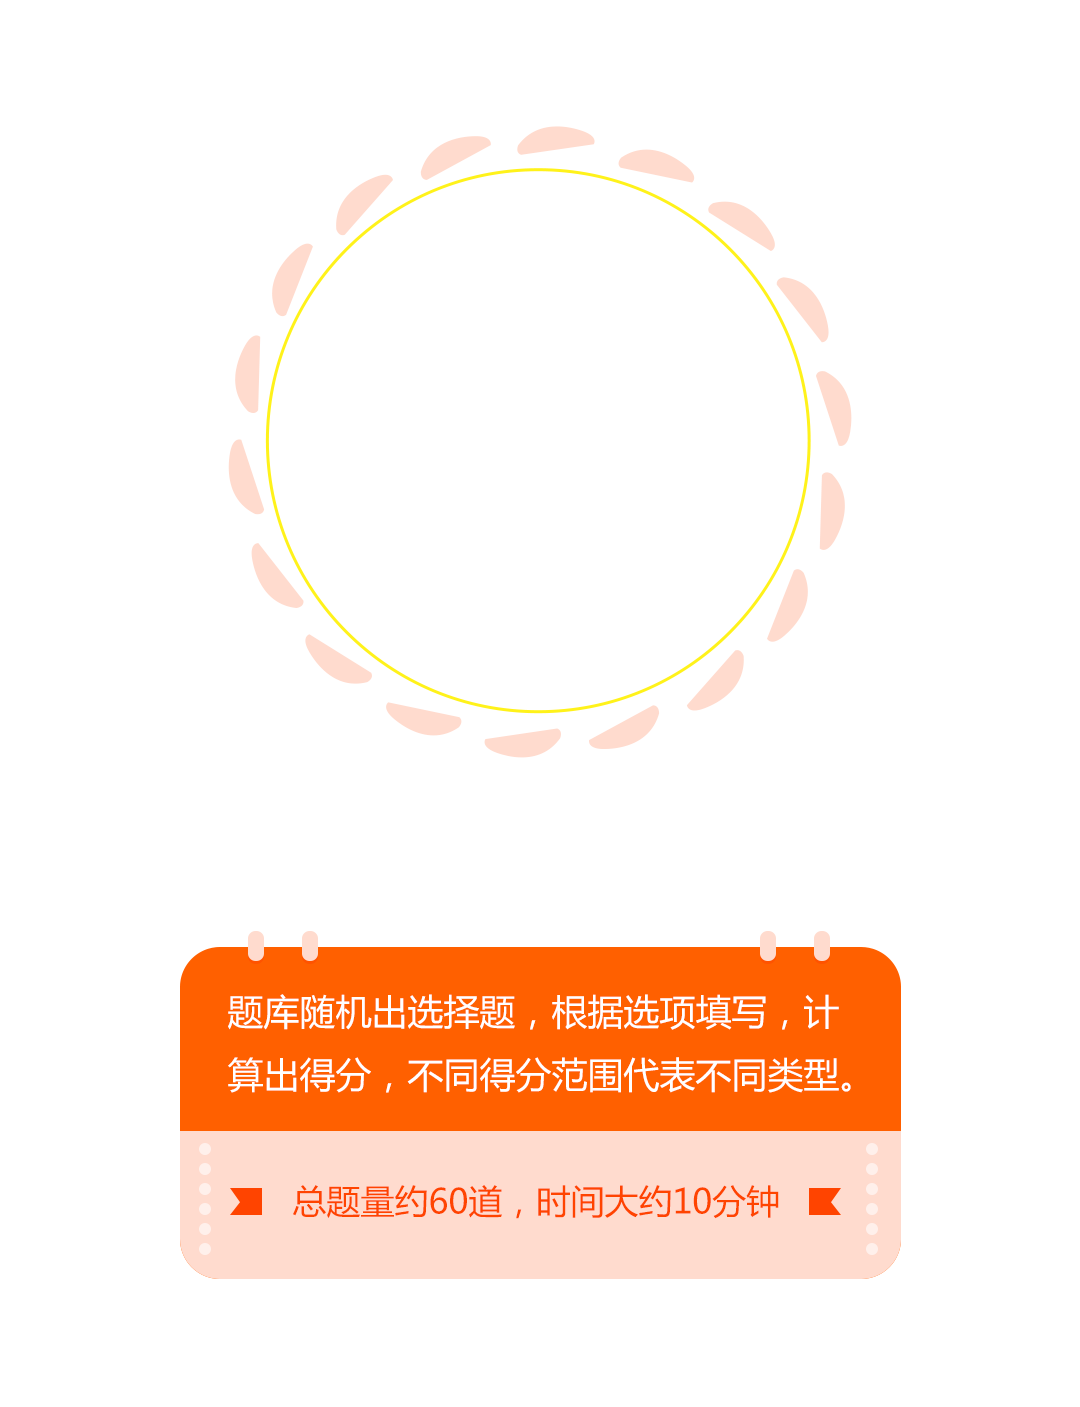 题库随机出选择题，根据选项填写，计
算出得分，不同得分范围代表不同类型。
总题量约60道，时间大约10分钟